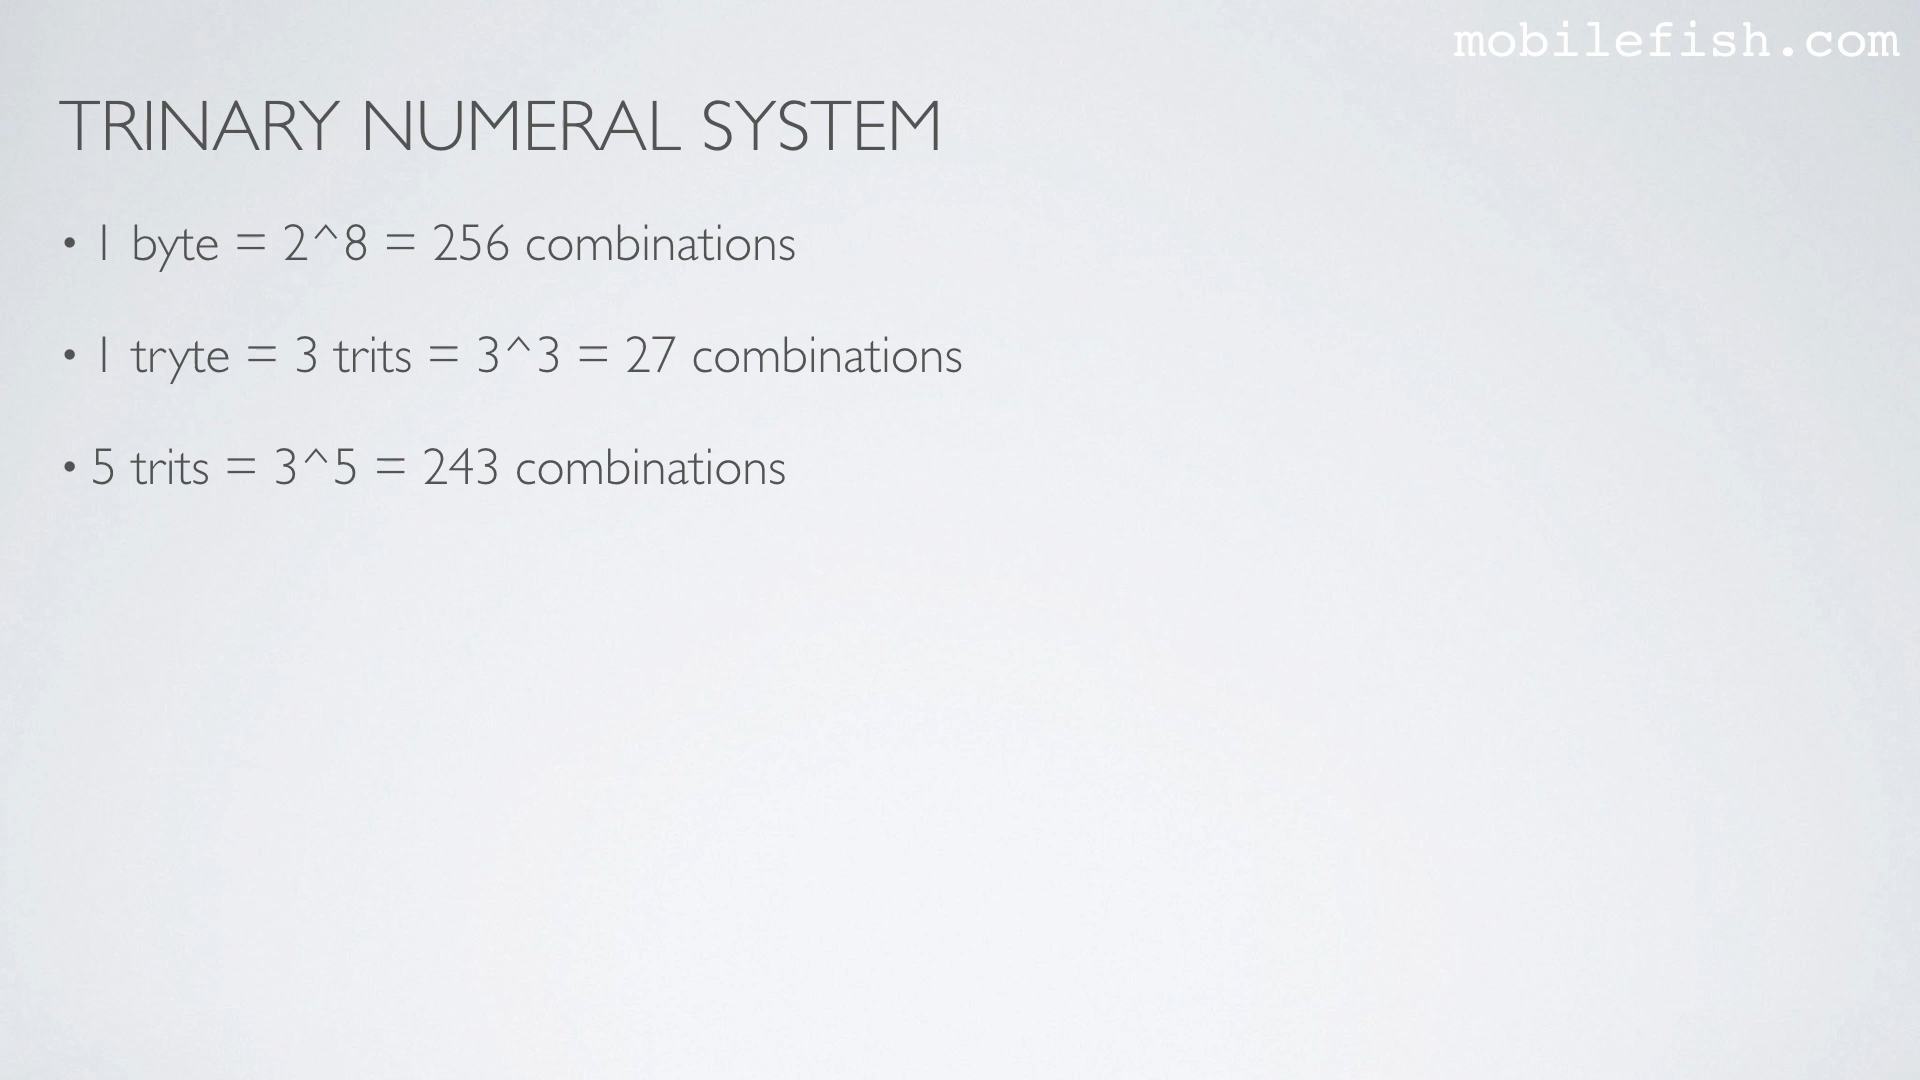 mobilefish.com
TRINARY NUMERAL SYSTEM
• 1 byte = 2^8 = 256 combinations
• 1 tryte = 3 trits = 3^3 = 27 combinations
• 5 trits = 3^5 = 243 combinations